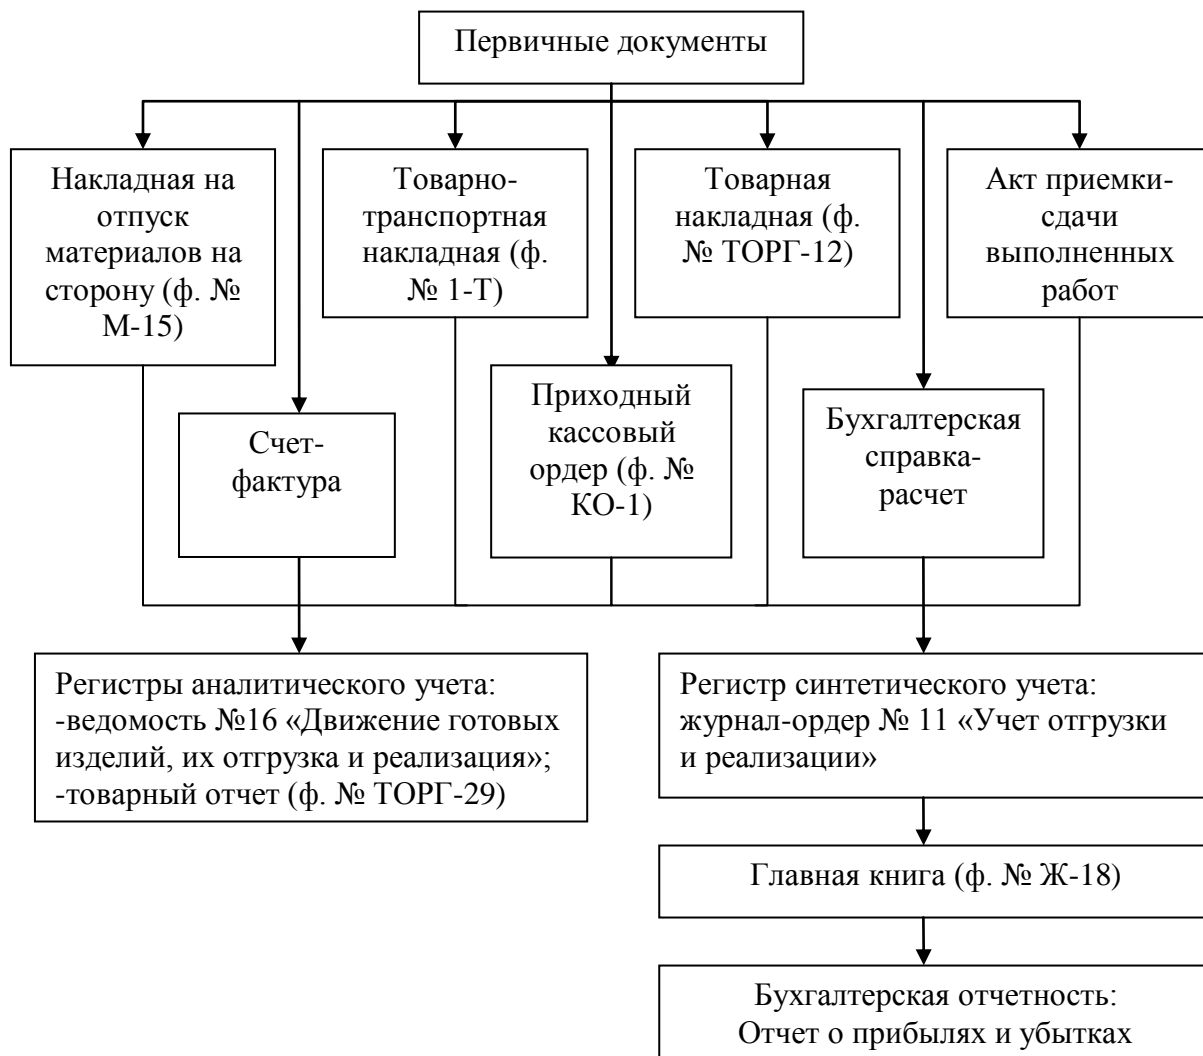 Первичные документы
Накладная на
отпуск
материалов на
сторону (ф. №
М-15)
Товарно-
транспортная
накладная (ф.
№ 1-Т)
Товарная
накладная (ф.
№ ТОРГ-12)
Акт приемки-
сдачи
выполненных
работ
Счет-
фактура
Приходный
кассовый
ордер (ф. №
КО-1)
Бухгалтерская
справка-
расчет
Регистры аналитического учета:
-ведомость №16 «Движение готовых
изделий, их отгрузка и реализация»;
-товарный отчет (ф. № ТОРГ-29)
Регистр синтетического учета:
журнал-ордер № 11 «Учет отгрузки
и реализации»
Главная книга (ф. № Ж-18)
Бухгалтерская отчетность:
Отчет о прибылях и убытках